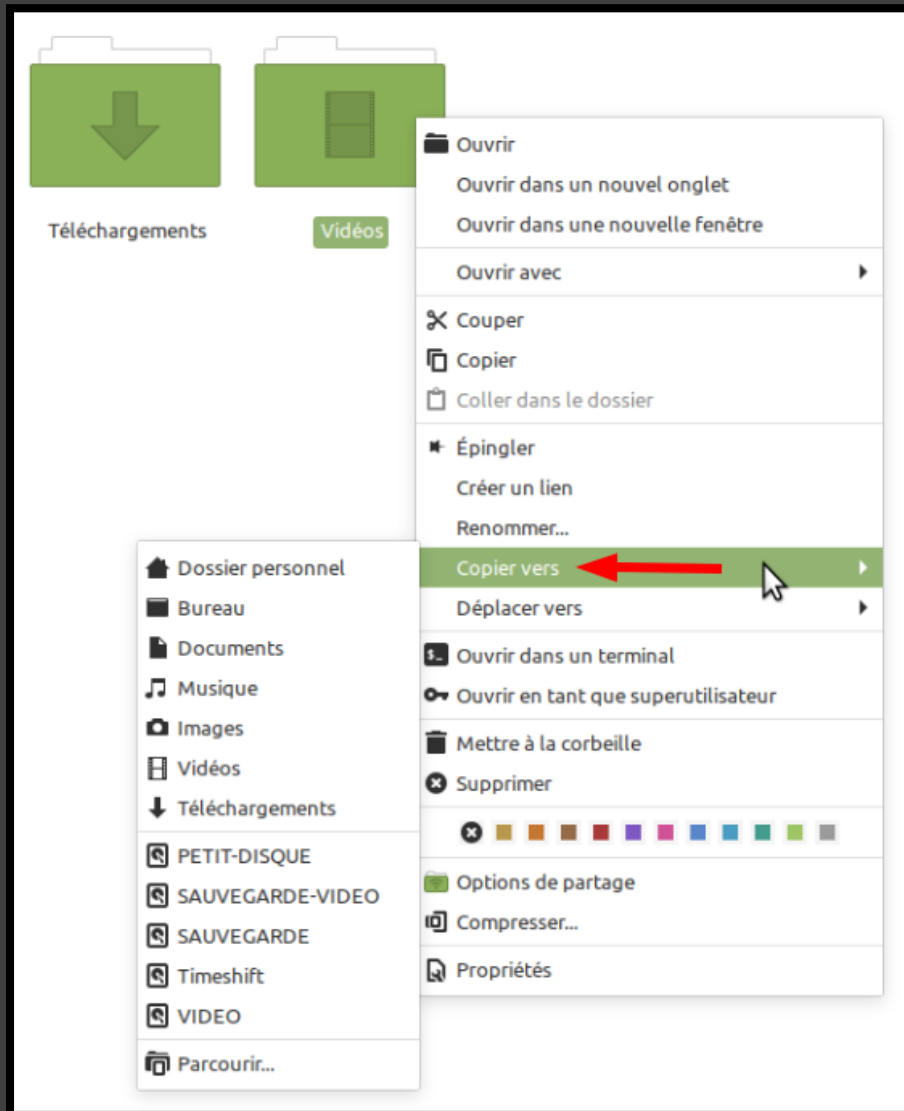 Téléchargements
Vidéos
Ouvrir
Ouvrir dans un nouvel onglet
Ouvrir dans une nouvelle fenêtre
Ouvrir avec
Couper
Copier
Coller dans le dossier
Épingler
Créer un lien
Renommer...
Copier vers
Déplacer vers
Ouvrir dans un terminal
Ouvrir en tant que superutilisateur
Mettre à la corbeille
Supprimer
Options de partage
Compresser...
Propriétés
Dossier personnel
Bureau
Documents
Musique
Images
Vidéos
Téléchargements
PETIT-DISQUE
SAUVEGARDE-VIDEO
SAUVEGARDE
Timeshift
VIDEO
Parcourir...